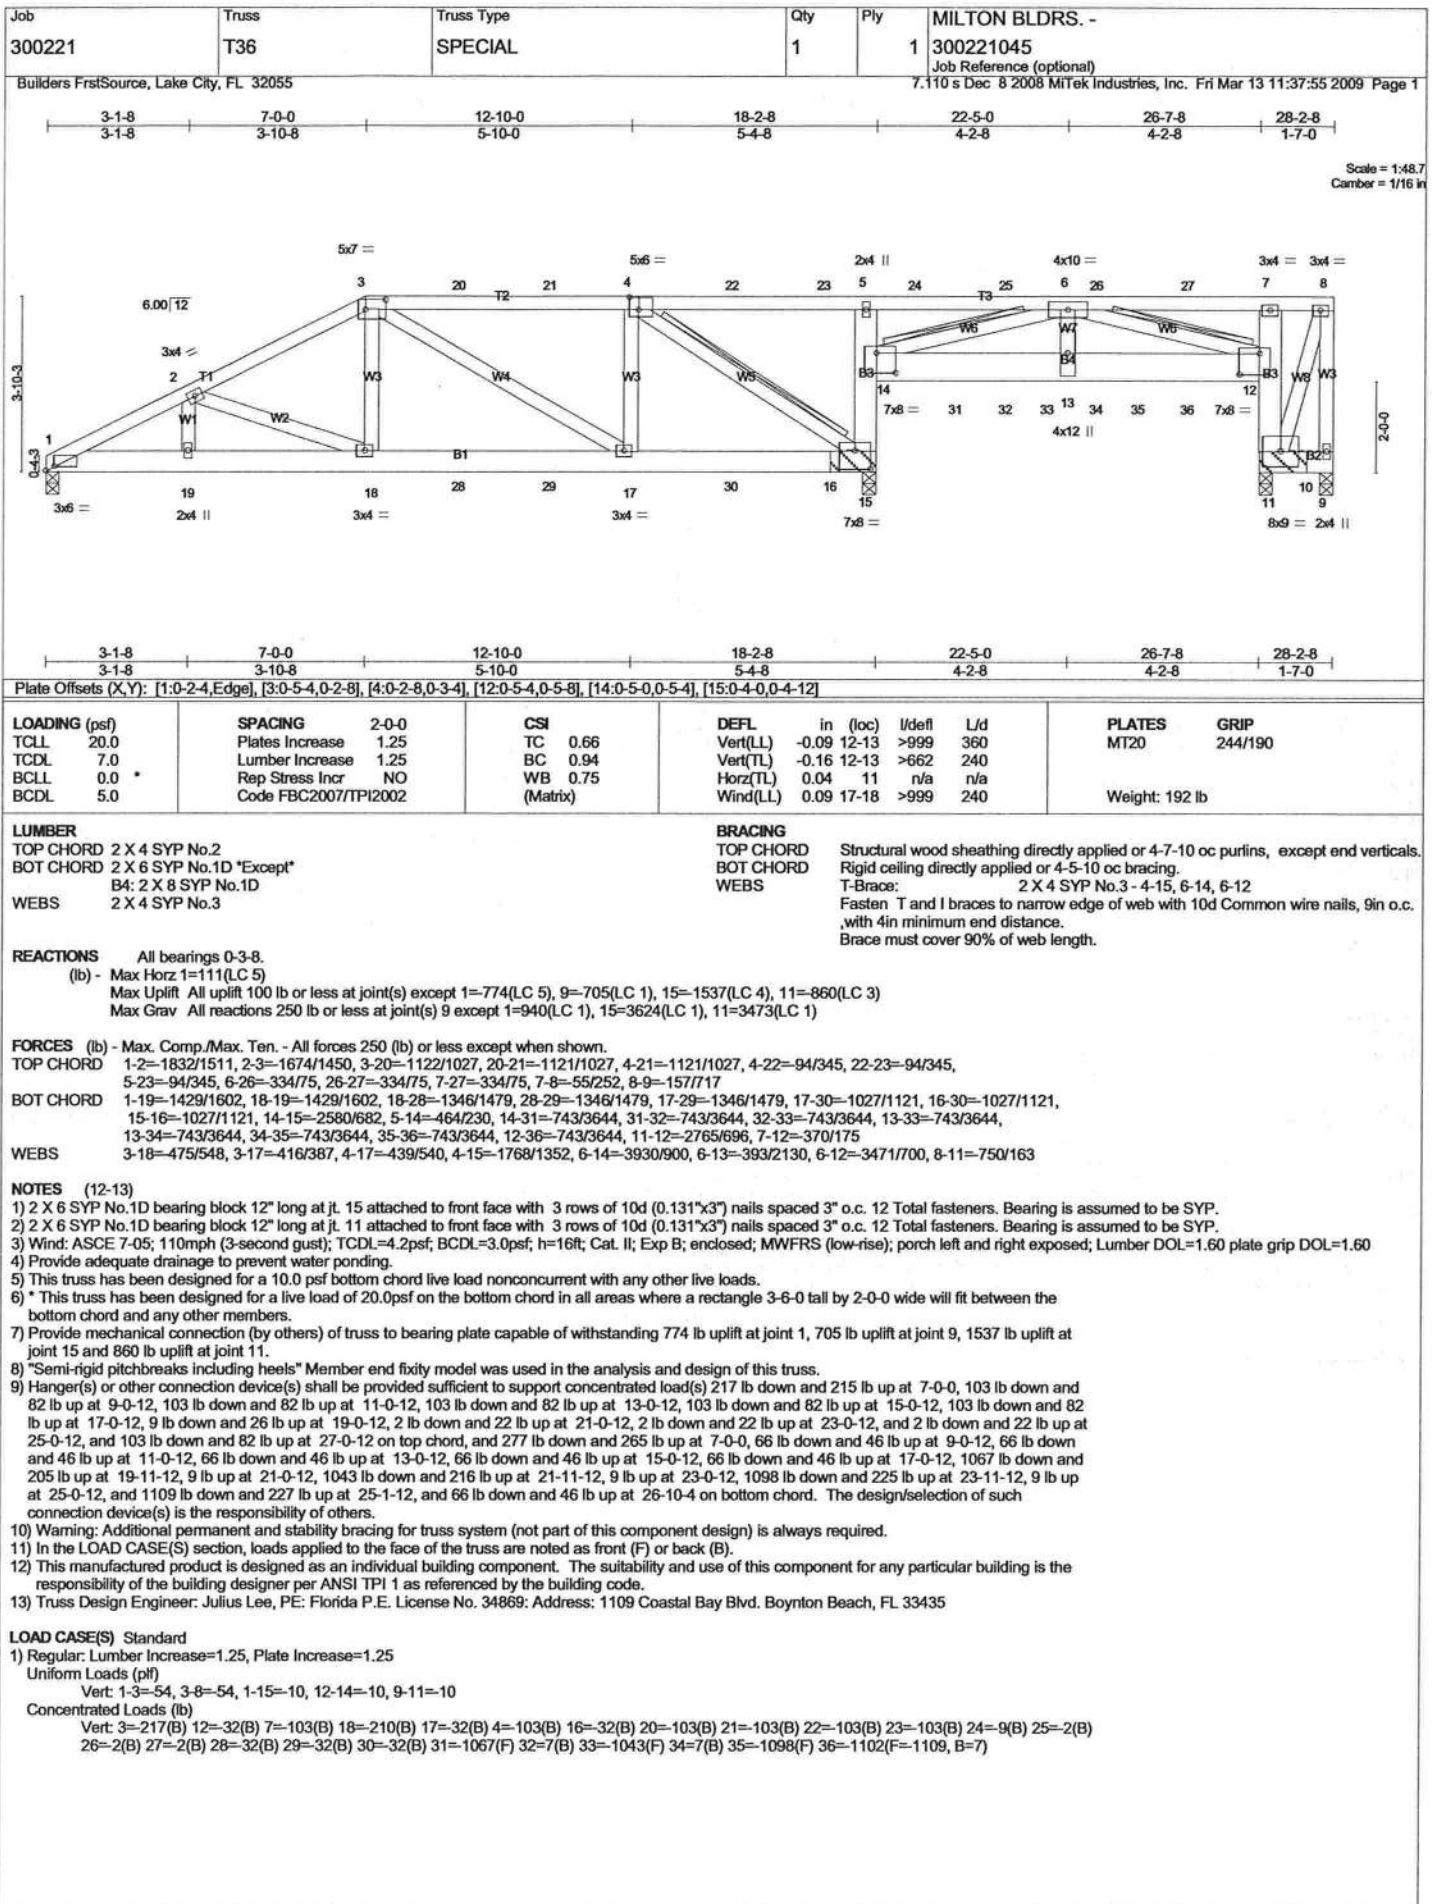 Job Truss Truss Type Qty Ply MILTON BLDRS. -
300221 T36 SPECIAL 1 1 300221045
Job Reference (optional)
Builders FrstSource, Lake City, FL 32055 7.110 s Dec 8 2008 MiTek Industries, Inc. Fri Mar 13 11:37:55 2009 Page 1
3-1-8 7-0-0 12-10-0 18-2-8 22-5-0 26-7-8 28-2-8
3-1-8 3-10-8 5-10-0 5-4-8 4-2-8 4-2-8 1-7-0
Scale = 1:48.7
Camber = 1/16 in
5x7 = 5x6 = 2x4 || 4x10 = 3x4 = 3x4 =
3 20 21 4 22 23 5 24 25 6 26 27 7 8
T2 T3
6.00 12
W6 W7 W6
3x4
B4
2 T1 W3 W4 W3 W5 B3 B3 W8 W3
3-10-3
14 12
W1 W2
7x8 = 31 32 33 13 34 35 36 7x8 =
4x12 ||
2-0-0
1
0-4-3
B1 B2
19 18 28 29 17 30 16 15 11 10 9
3x6 = 2x4 || 3x4 = 3x4 = 7x8 = 8x9 = 2x4 ||
3-1-8 7-0-0 12-10-0 18-2-8 22-5-0 26-7-8 28-2-8
3-1-8 3-10-8 5-10-0 5-4-8 4-2-8 4-2-8 1-7-0
Plate Offsets (X,Y): [1:0-2-4,Edge], [3:0-5-4,0-2-8], [4:0-2-8,0-3-4], [12:0-5-4,0-5-8], [14:0-5-0,0-5-4], [15:0-4-0,0-4-12]
LOADING (psf) SPACING 2-0-0 CSI DEFL in (loc) l/defl L/d PLATES GRIP
TCLL 20.0 Plates Increase 1.25 TC 0.66 Vert(LL) -0.09 12-13 >999 360 MT20 244/190
TCDL 7.0 Lumber Increase 1.25 BC 0.94 Vert(TL) -0.16 12-13 >662 240
BCLL 0.0 * Rep Stress Incr NO WB 0.75 Horz(TL) 0.04 11 n/a n/a
BCDL 5.0 Code FBC2007/TPI2002 (Matrix) Wind(LL) 0.09 17-18 >999 240 Weight: 192 lb
LUMBER
TOP CHORD 2 X 4 SYP No.2
BOT CHORD 2 X 6 SYP No.1D *Except*
B4: 2 X 8 SYP No.1D
WEBS 2 X 4 SYP No.3
BRACING
TOP CHORD Structural wood sheathing directly applied or 4-7-10 oc purlins, except end verticals.
BOT CHORD Rigid ceiling directly applied or 4-5-10 oc bracing.
WEBS T-Brace: 2 X 4 SYP No.3 - 4-15, 6-14, 6-12
Fasten T and I braces to narrow edge of web with 10d Common wire nails, 9in o.c.
,with 4in minimum end distance.
Brace must cover 90% of web length.
REACTIONS All bearings 0-3-8.
(lb) - Max Horz 1=111(LC 5)
Max Uplift All uplift 100 lb or less at joint(s) except 1=-774(LC 5), 9=-705(LC 1), 15=-1537(LC 4), 11=-860(LC 3)
Max Grav All reactions 250 lb or less at joint(s) 9 except 1=940(LC 1), 15=3624(LC 1), 11=3473(LC 1)
FORCES (lb) - Max. Comp./Max. Ten. - All forces 250 (lb) or less except when shown.
TOP CHORD 1-2=-1832/1511, 2-3=-1674/1450, 3-20=-1122/1027, 20-21=-1121/1027, 4-21=-1121/1027, 4-22=-94/345, 22-23=-94/345,
5-23=-94/345, 6-26=-334/75, 26-27=-334/75, 7-27=-334/75, 7-8=-55/252, 8-9=-157/717
BOT CHORD 1-19=-1429/1602, 18-19=-1429/1602, 18-28=-1346/1479, 28-29=-1346/1479, 17-29=-1346/1479, 17-30=-1027/1121, 16-30=-1027/1121,
15-16=-1027/1121, 14-15=-2580/682, 5-14=-464/230, 14-31=-743/3644, 31-32=-743/3644, 32-33=-743/3644, 13-33=-743/3644,
13-34=-743/3644, 34-35=-743/3644, 35-36=-743/3644, 12-36=-743/3644, 11-12=-2765/696, 7-12=-370/175
WEBS 3-18=-475/548, 3-17=-416/387, 4-17=-439/540, 4-15=-1768/1352, 6-14=-3930/900, 6-13=-393/2130, 6-12=-3471/700, 8-11=-750/163
NOTES (12-13)
1) 2 X 6 SYP No.1D bearing block 12" long at jt. 15 attached to front face with 3 rows of 10d (0.131"x3") nails spaced 3" o.c. 12 Total fasteners. Bearing is assumed to be SYP.
2) 2 X 6 SYP No.1D bearing block 12" long at jt. 11 attached to front face with 3 rows of 10d (0.131"x3") nails spaced 3" o.c. 12 Total fasteners. Bearing is assumed to be SYP.
3) Wind: ASCE 7-05; 110mph (3-second gust); TCDL=4.2psf; BCDL=3.0psf; h=16ft; Cat. II; Exp B; enclosed; MWFRS (low-rise); porch left and right exposed; Lumber DOL=1.60 plate grip DOL=1.60
4) Provide adequate drainage to prevent water ponding.
5) This truss has been designed for a 10.0 psf bottom chord live load nonconcurrent with any other live loads.
6) * This truss has been designed for a live load of 20.0psf on the bottom chord in all areas where a rectangle 3-6-0 tall by 2-0-0 wide will fit between the
bottom chord and any other members.
7) Provide mechanical connection (by others) of truss to bearing plate capable of withstanding 774 lb uplift at joint 1, 705 lb uplift at joint 9, 1537 lb uplift at
joint 15 and 860 lb uplift at joint 11.
8) "Semi-rigid pitchbreaks including heels" Member end fixity model was used in the analysis and design of this truss.
9) Hanger(s) or other connection device(s) shall be provided sufficient to support concentrated load(s) 217 lb down and 215 lb up at 7-0-0, 103 lb down and
82 lb up at 9-0-12, 103 lb down and 82 lb up at 11-0-12, 103 lb down and 82 lb up at 13-0-12, 103 lb down and 82 lb up at 15-0-12, 103 lb down and 82
lb up at 17-0-12, 9 lb down and 26 lb up at 19-0-12, 2 lb down and 22 lb up at 21-0-12, 2 lb down and 22 lb up at 23-0-12, and 2 lb down and 22 lb up at
25-0-12, and 103 lb down and 82 lb up at 27-0-12 on top chord, and 277 lb down and 265 lb up at 7-0-0, 66 lb down and 46 lb up at 9-0-12, 66 lb down
and 46 lb up at 11-0-12, 66 lb down and 46 lb up at 13-0-12, 66 lb down and 46 lb up at 15-0-12, 66 lb down and 46 lb up at 17-0-12, 1067 lb down and
205 lb up at 19-11-12, 9 lb up at 21-0-12, 1043 lb down and 216 lb up at 21-11-12, 9 lb up at 23-0-12, 1098 lb down and 225 lb up at 23-11-12, 9 lb up
at 25-0-12, and 1109 lb down and 227 lb up at 25-1-12, and 66 lb down and 46 lb up at 26-10-4 on bottom chord. The design/selection of such
connection device(s) is the responsibility of others.
10) Warning: Additional permanent and stability bracing for truss system (not part of this component design) is always required.
11) In the LOAD CASE(S) section, loads applied to the face of the truss are noted as front (F) or back (B).
12) This manufactured product is designed as an individual building component. The suitability and use of this component for any particular building is the
responsibility of the building designer per ANSI TPI 1 as referenced by the building code.
13) Truss Design Engineer: Julius Lee, PE: Florida P.E. License No. 34869: Address: 1109 Coastal Bay Blvd. Boynton Beach, FL 33435
LOAD CASE(S) Standard
1) Regular: Lumber Increase=1.25, Plate Increase=1.25
Uniform Loads (plf)
Vert: 1-3=-54, 3-8=-54, 1-15=-10, 12-14=-10, 9-11=-10
Concentrated Loads (lb)
Vert: 3=-217(B) 12=-32(B) 7=-103(B) 18=-210(B) 17=-32(B) 4=-103(B) 16=-32(B) 20=-103(B) 21=-103(B) 22=-103(B) 23=-103(B) 24=-9(B) 25=-2(B)
26=-2(B) 27=-2(B) 28=-32(B) 29=-32(B) 30=-32(B) 31=-1067(F) 32=7(B) 33=-1043(F) 34=7(B) 35=-1098(F) 36=-1102(F=-1109, B=7)